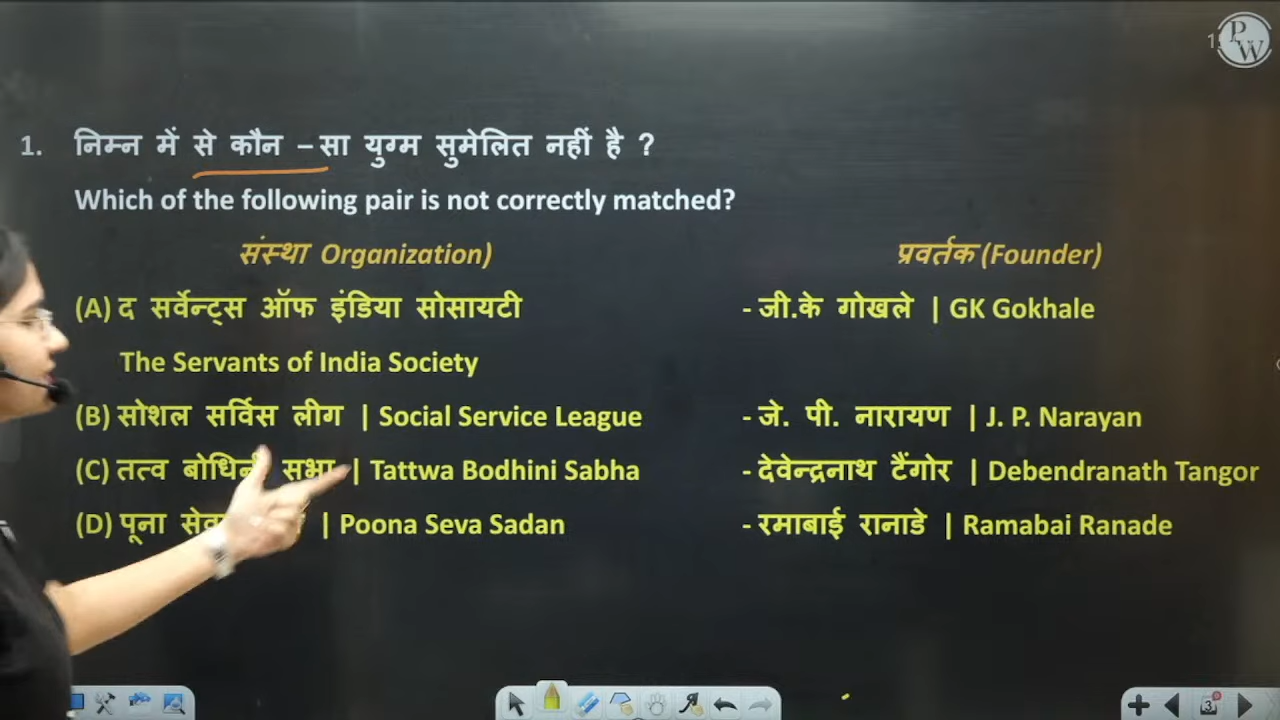 PW
1. निम्न में से कौन – सा युग्म सुमेलित नहीं है ?
Which of the following pair is not correctly matched?
संस्था Organization) प्रवर्तक (Founder)
(A) द सर्वेन्ट्स ऑफ इंडिया सोसायटी - जी.के गोखले | GK Gokhale
The Servants of India Society
(B) सोशल सर्विस लीग | Social Service League - जे. पी. नारायण | J. P. Narayan
(C) तत्व बोधिनी सभा | Tattwa Bodhini Sabha - देवेन्द्रनाथ टैंगोर | Debendranath Tangor
(D) पूना | Poona Seva Sadan - रमाबाई रानाडे | Ramabai Ranade
3